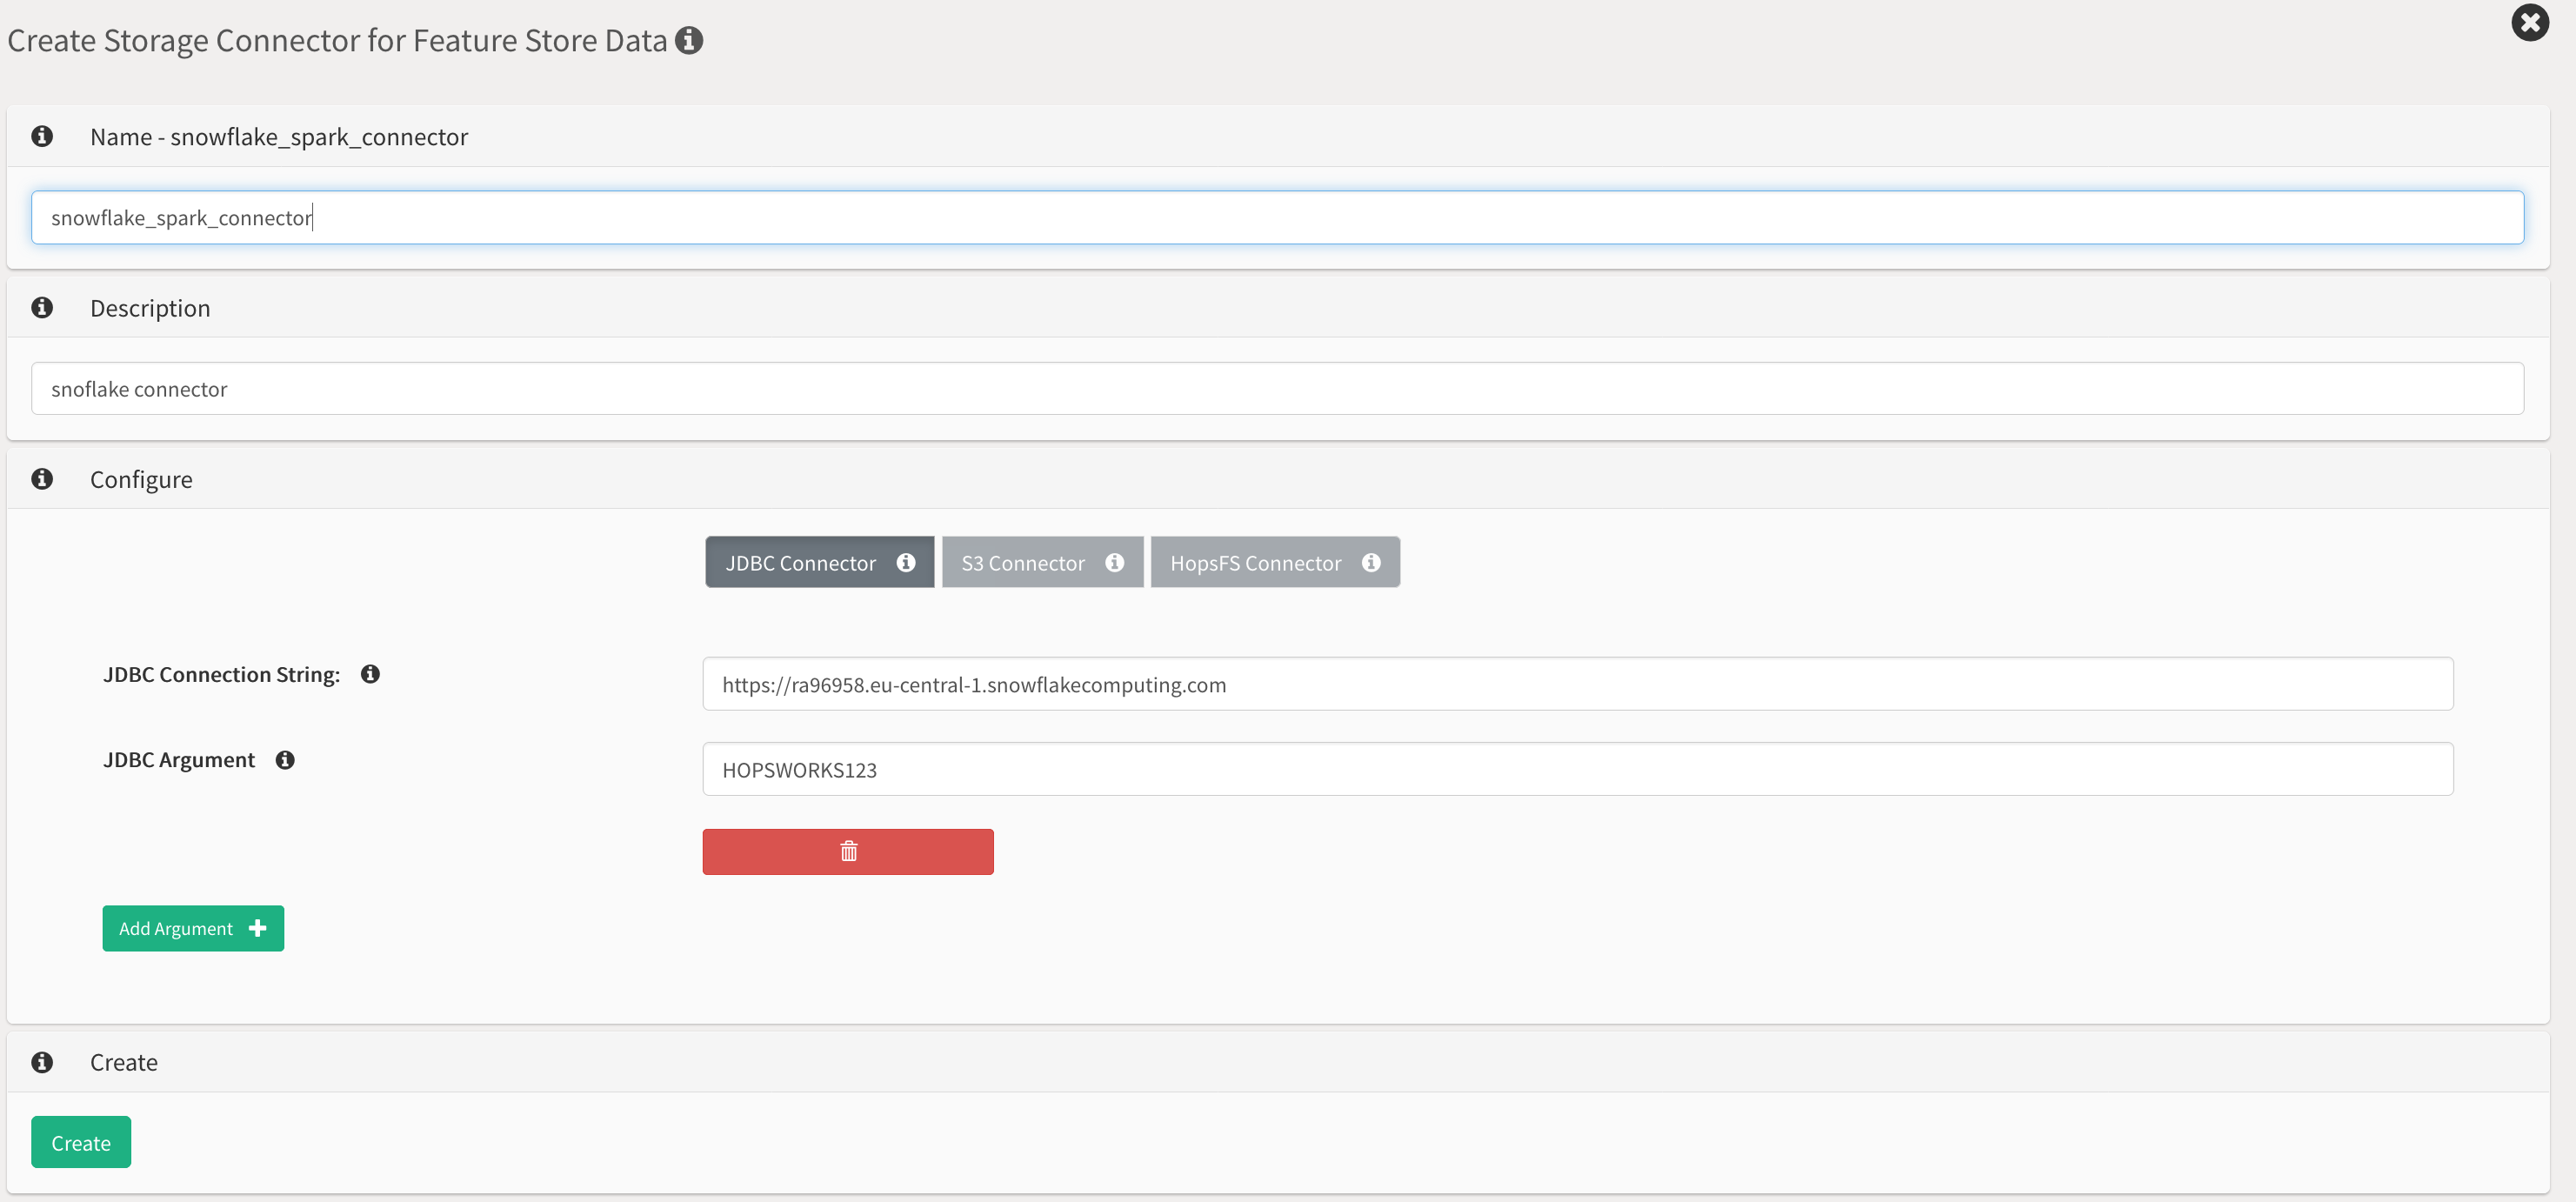 Create Storage Connector for Feature Store Data
Name - snowflake_spark_connector
snowflake_spark_connector
Description
snoflake connector
Configure
JDBC Connector S3 Connector HopsFS Connector
JDBC Connection String: https://ra96958.eu-central-1.snowflakecomputing.com
JDBC Argument HOPSWORKS123
Add Argument
Create
Create